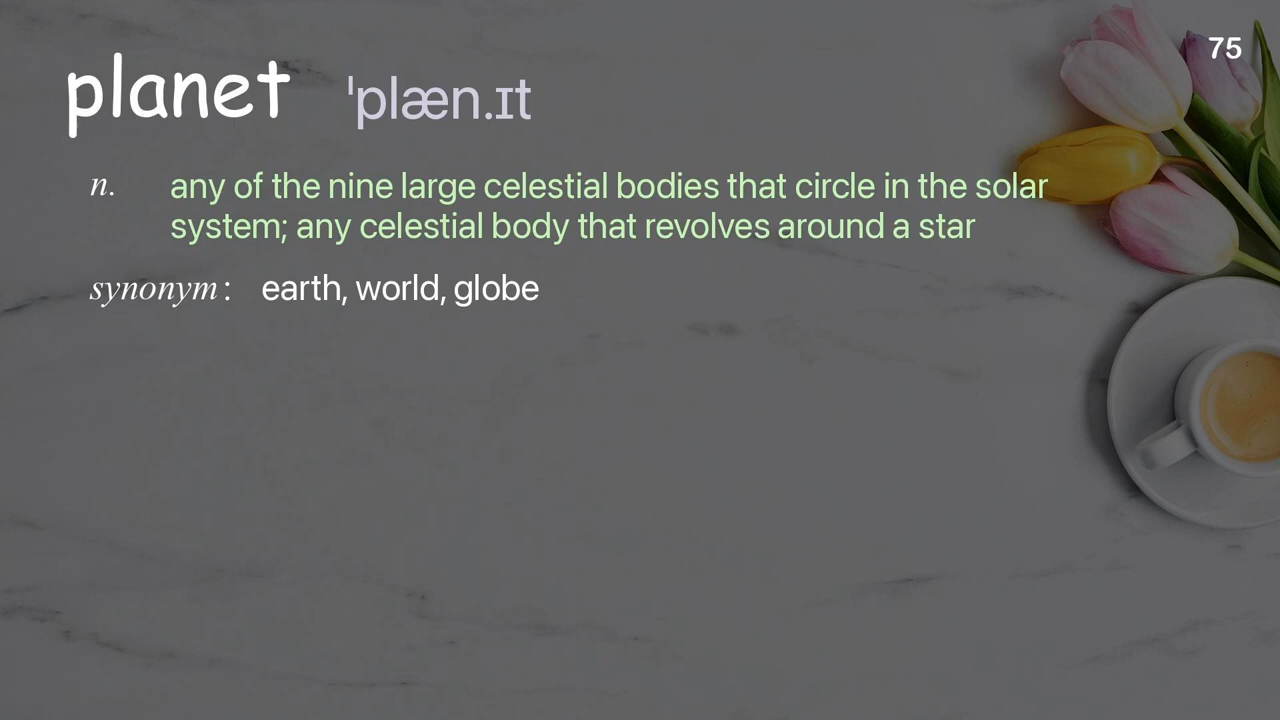 75
planet ˈplæn.ɪt
n. any of the nine large celestial bodies that circle in the solar
system; any celestial body that revolves around a star
synonym: earth, world, globe